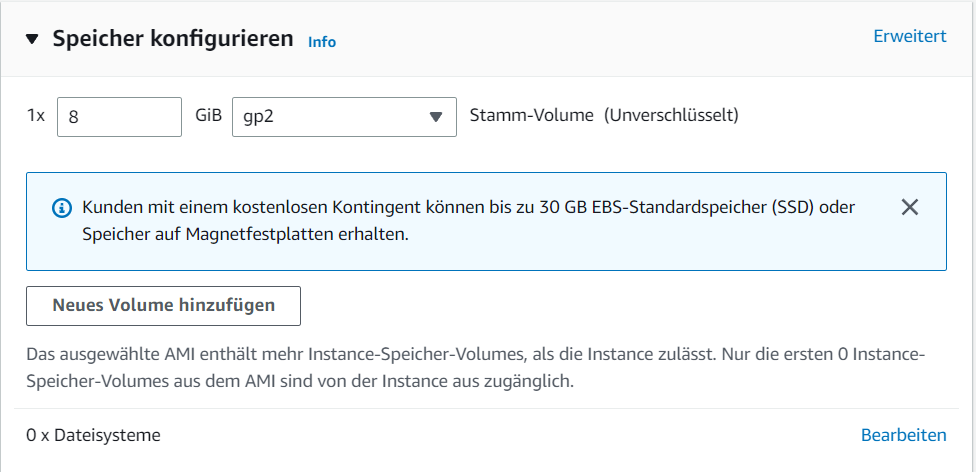 Speicher konfigurieren Info Erweitert
1x 8 GiB gp2 Stamm-Volume (Unverschlüsselt)
Kunden mit einem kostenlosen Kontingent können bis zu 30 GB EBS-Standardspeicher (SSD) oder
Speicher auf Magnetfestplatten erhalten.
Neues Volume hinzufügen
Das ausgewählte AMI enthält mehr Instance-Speicher-Volumes, als die Instance zulässt. Nur die ersten 0 Instance-
Speicher-Volumes aus dem AMI sind von der Instance aus zugänglich.
0 x Dateisysteme Bearbeiten